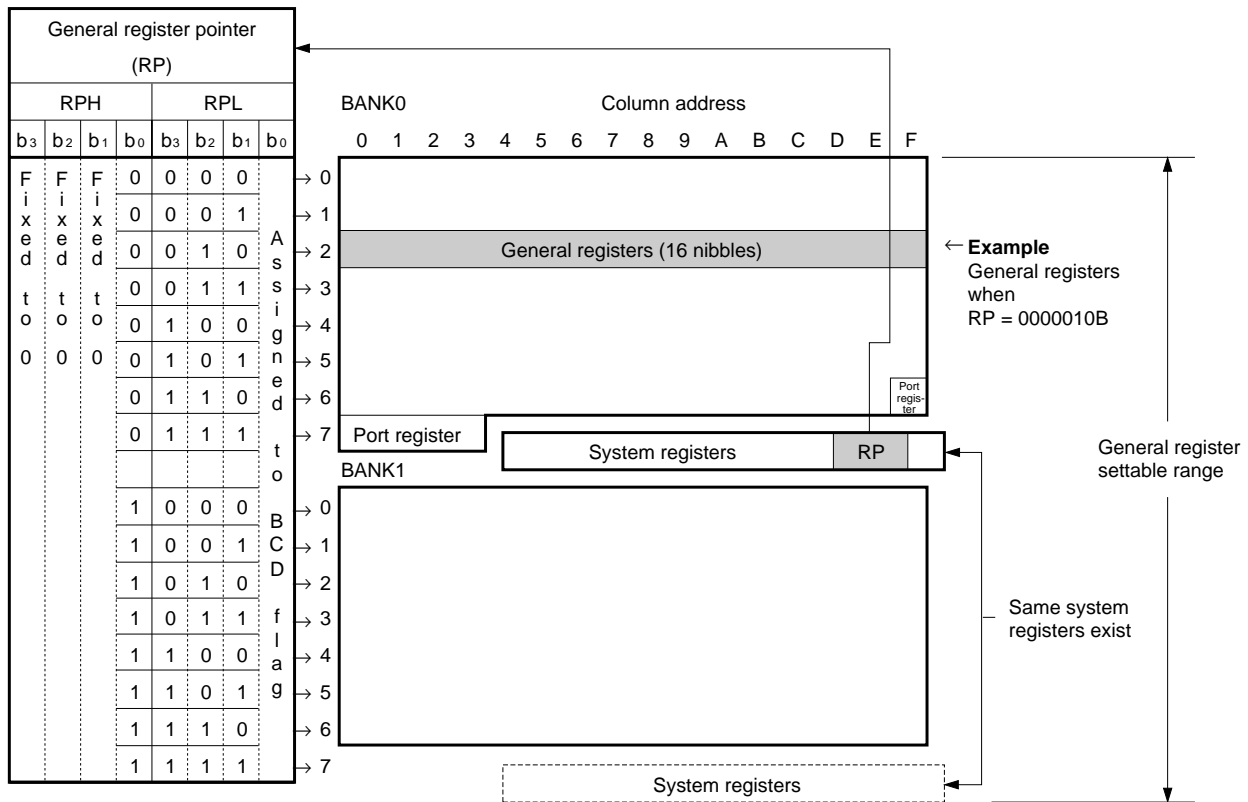 General register pointer
(RP)
RPH RPL
b3 b2 b1 b0 b3 b2 b1 b0
Fixed to 0
Fixed to 0
Fixed to 0
Assigned to BCD flag
0 0 0 0 → 0
0 0 0 1 → 1
0 0 1 0 → 2
0 0 1 1 → 3
0 1 0 0 → 4
0 1 0 1 → 5
0 1 1 0 → 6
0 1 1 1 → 7
1 0 0 0 → 0
1 0 0 1 → 1
1 0 1 0 → 2
1 0 1 1 → 3
1 1 0 0 → 4
1 1 0 1 → 5
1 1 1 0 → 6
1 1 1 1 → 7
BANK0 Column address
0 1 2 3 4 5 6 7 8 9 A B C D E F
General registers (16 nibbles)
← Example
General registers
when
RP = 0000010B
Port
regis-
ter
Port register
System registers RP
BANK1
General register
settable range
Same system
registers exist
System registers